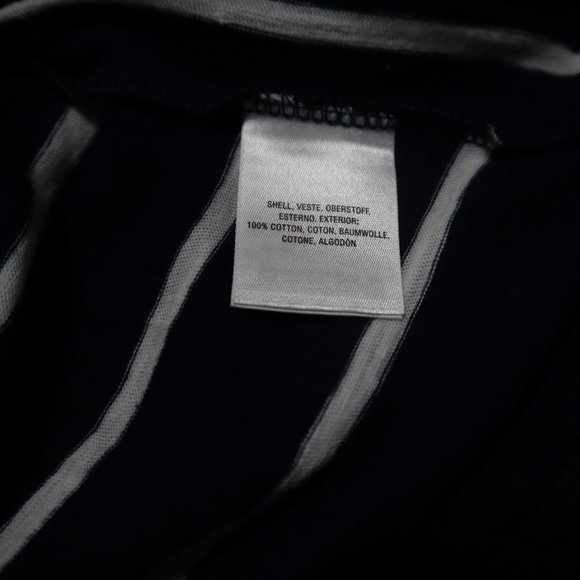 SHELL, VESTE, OBERSTOFF,
ESTERNO, EXTERIOR:
100% COTTON, COTON, BAUMWOLLE,
COTONE, ALGODÓN